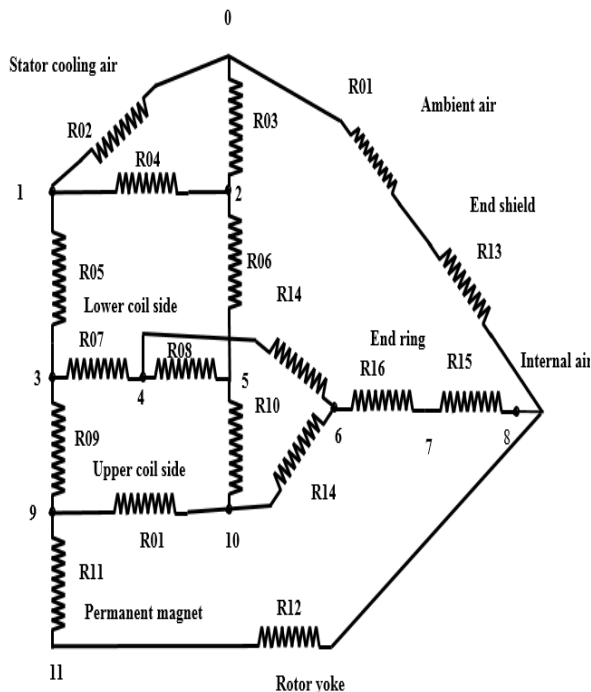 0
Stator cooling air
R01
R02
R03
Ambient air
R04
1
2
End shield
R05
R06
R13
R14
Lower coil side
R07
R08
End ring
R16
R15
Internal air
3
4
5
R10
6
7
8
R09
Upper coil side
R14
9
R01
10
R11
Permanent magnet
R12
11
Rotor yoke